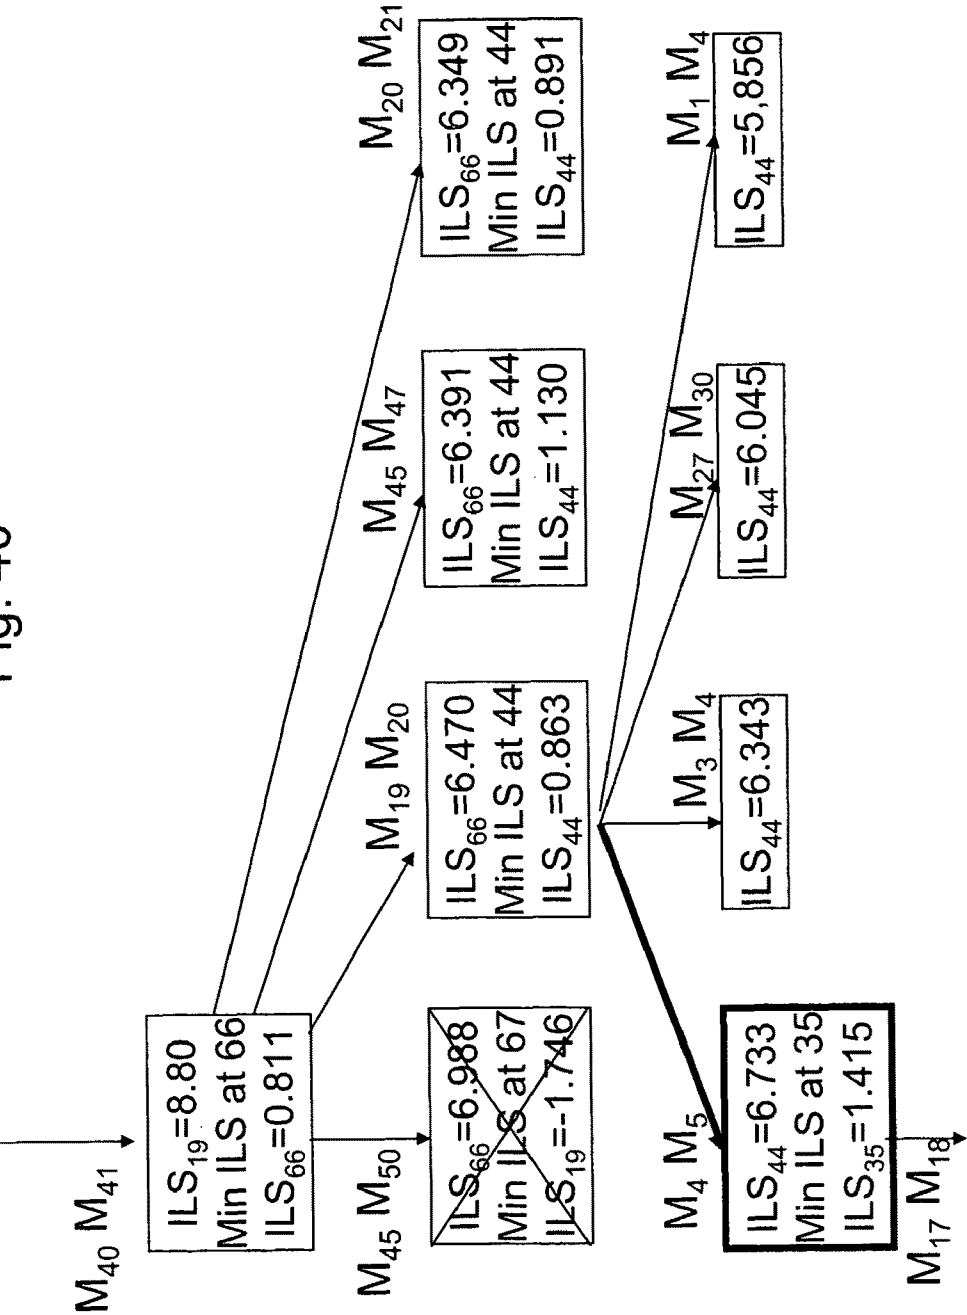 M40 M41
ILS19=8.80
Min ILS at 66
ILS66=0.811
M45 M50
ILS66=6.988
Min ILS at 67
ILS19=-1.746
M19 M20
ILS66=6.470
Min ILS at 44
ILS44=0.863
M45 M47
ILS66=6.391
Min ILS at 44
ILS44=1.130
M20 M21
ILS66=6.349
Min ILS at 44
ILS44=0.891
M4 M5
ILS44=6.733
Min ILS at 35
ILS35=1.415
M3 M4
ILS44=6.343
M27 M30
ILS44=6.045
M1 M4
ILS44=5,856
M17 M18